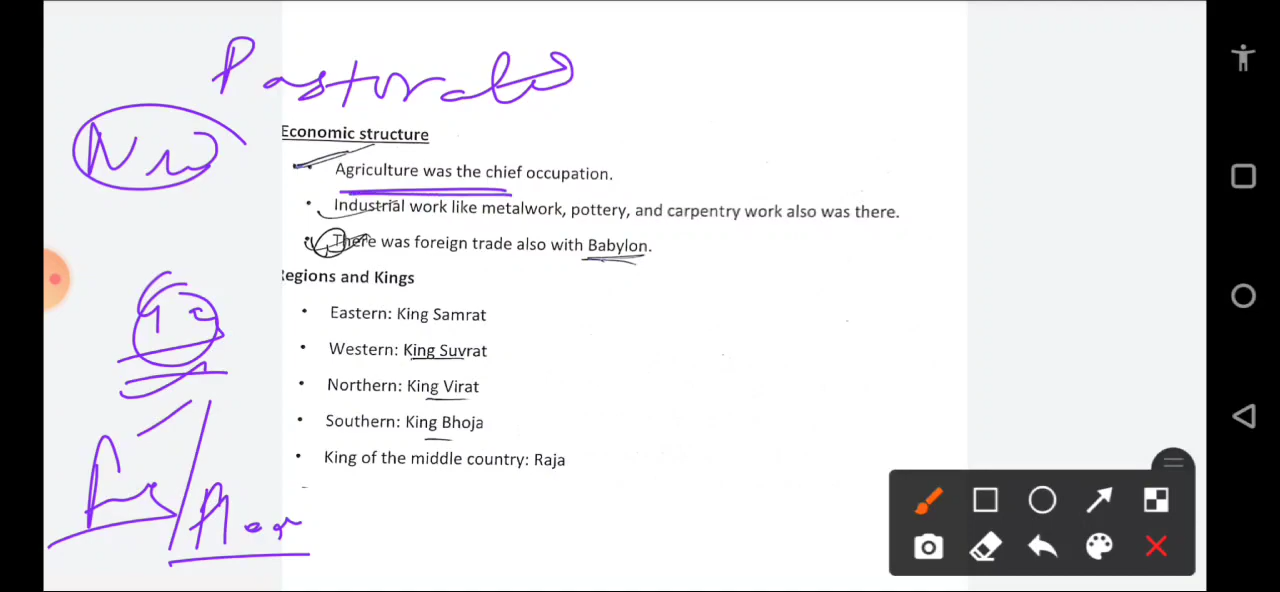 Pastoral
Economic structure
• Agriculture was the chief occupation.
• Industrial work like metalwork, pottery, and carpentry work also was there.
• There was foreign trade also with Babylon.
Regions and Kings
• Eastern: King Samrat
• Western: King Suvrat
• Northern: King Virat
• Southern: King Bhoja
• King of the middle country: Raja